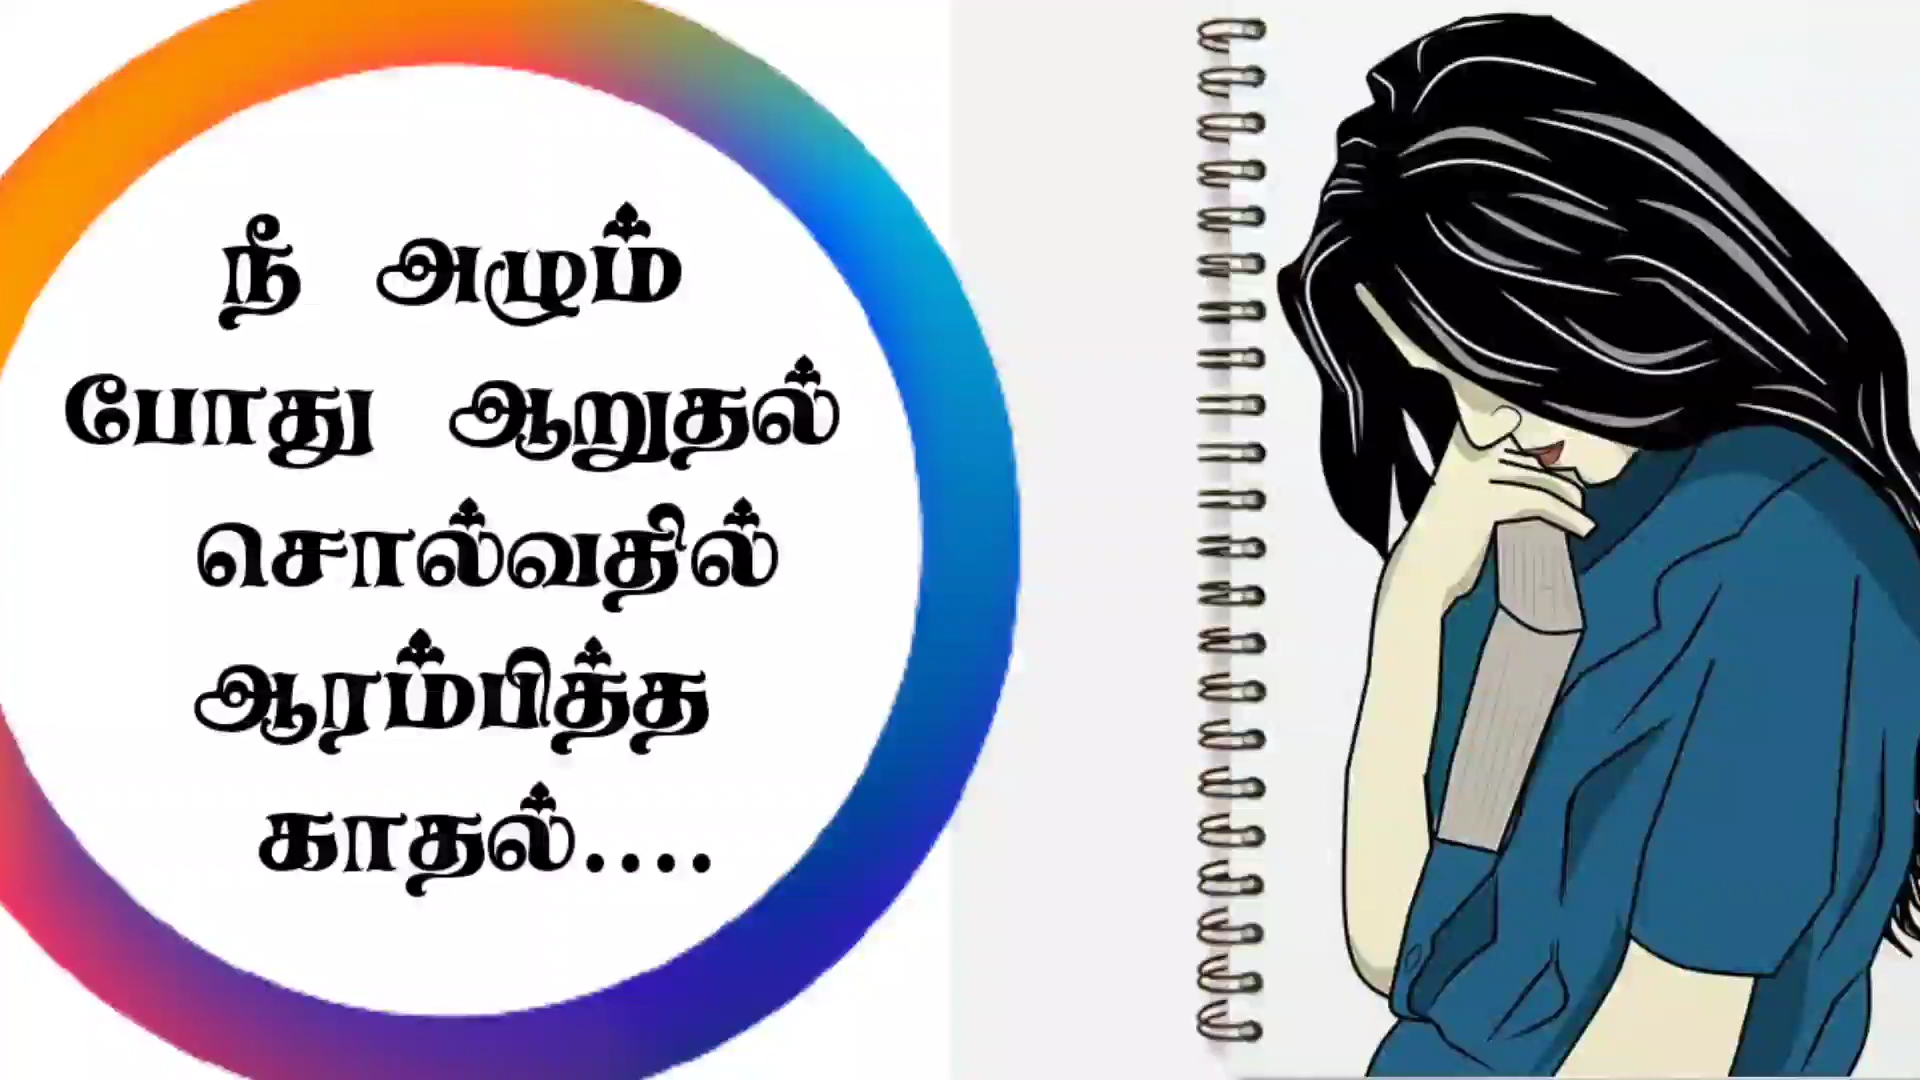 நீ அழும்
போது ஆறுதல்
சொல்வதில்
ஆரம்பித்த
காதல்....